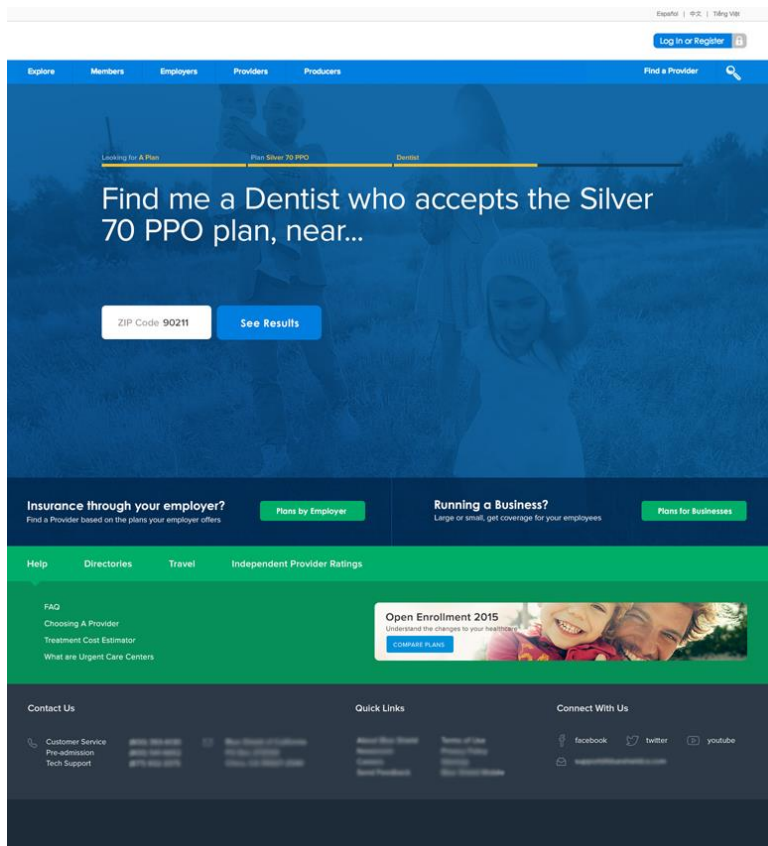 Español | 中文 | Tiếng Việt
Log In or Register
Explore Members Employers Providers Producers Find a Provider
Looking for A Plan Plan Silver 70 PPO Dentist
Find me a Dentist who accepts the Silver
70 PPO plan, near...
ZIP Code 90211 See Results
Insurance through your employer?
Find a Provider based on the plans your employer offers
Plans by Employer
Running a Business?
Large or small, get coverage for your employees
Plans for Businesses
Help Directories Travel Independent Provider Ratings
FAQ
Choosing A Provider
Treatment Cost Estimator
What are Urgent Care Centers
Open Enrollment 2015
Understand the changes to your healthcare
COMPARE PLANS
Contact Us
Customer Service
Pre-admission
Tech Support
Quick Links
Connect With Us
facebook twitter youtube